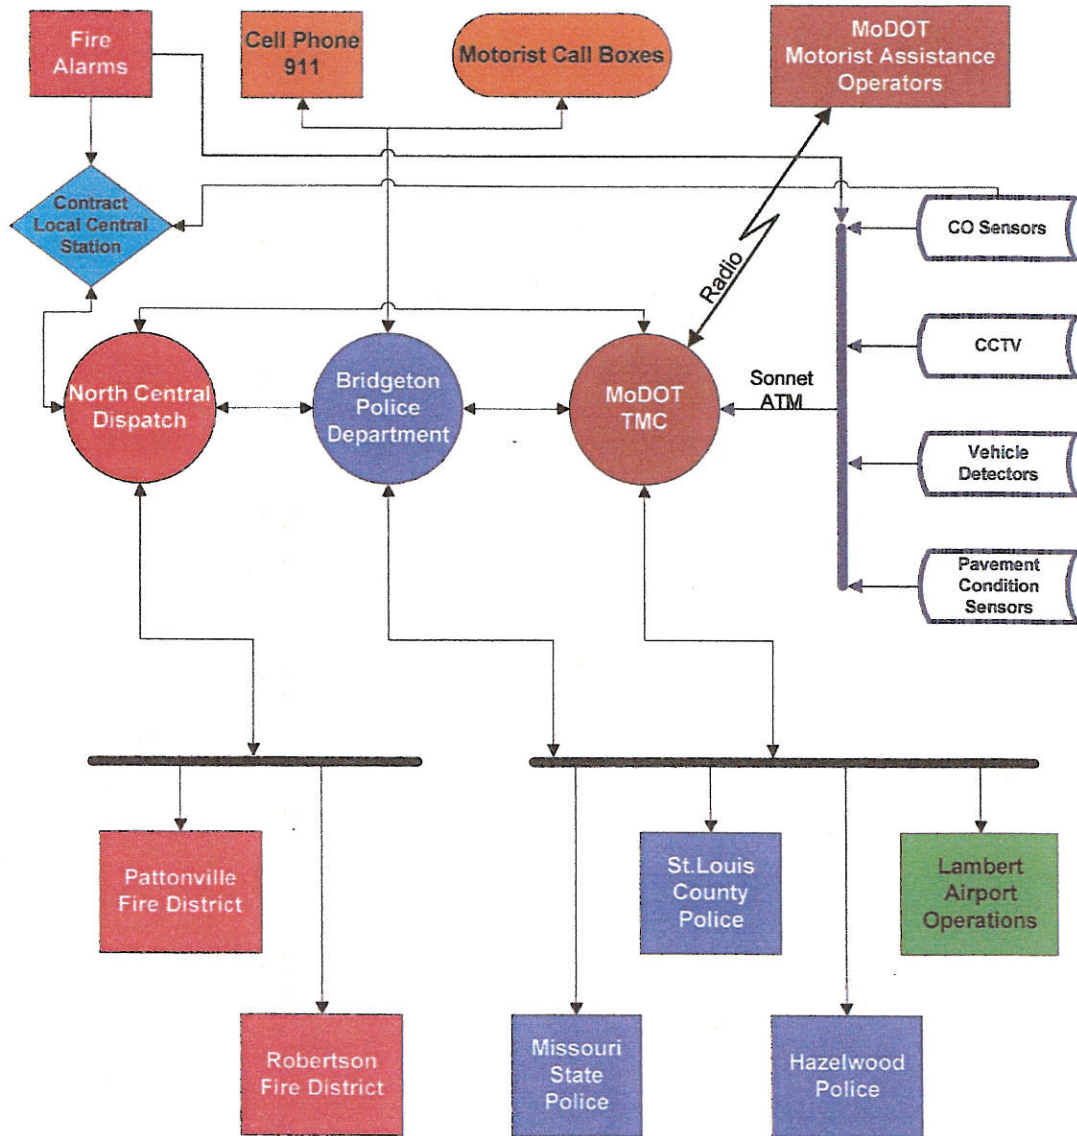 Fire
Alarms
Cell Phone
911
Motorist Call Boxes
MoDOT
Motorist Assistance
Operators
Contract
Local Central
Station
CO Sensors
Radio
CCTV
North Central
Dispatch
Bridgeton
Police
Department
MoDOT
TMC
Sonnet
ATM
Vehicle
Detectors
Pavement
Condition
Sensors
Pattonville
Fire District
St.Louis
County
Police
Lambert
Airport
Operations
Robertson
Fire District
Missouri
State
Police
Hazelwood
Police